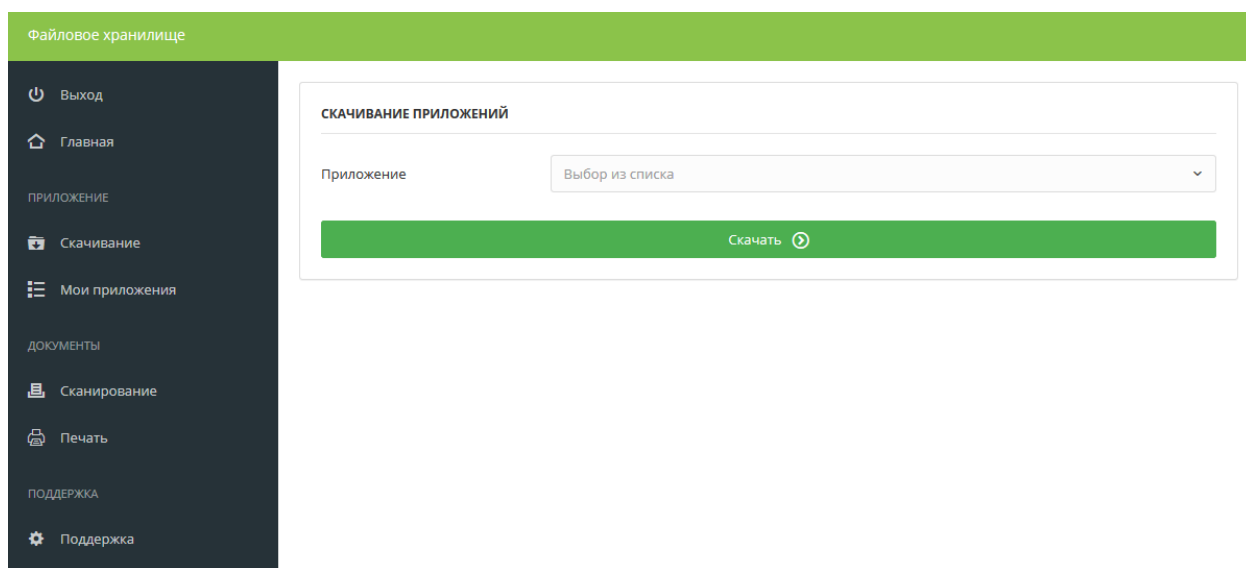 Файловое хранилище
Выход
Главная
ПРИЛОЖЕНИЕ
Скачивание
Мои приложения
ДОКУМЕНТЫ
Сканирование
Печать
ПОДДЕРЖКА
Поддержка
СКАЧИВАНИЕ ПРИЛОЖЕНИЙ
Приложение
Выбор из списка
Скачать